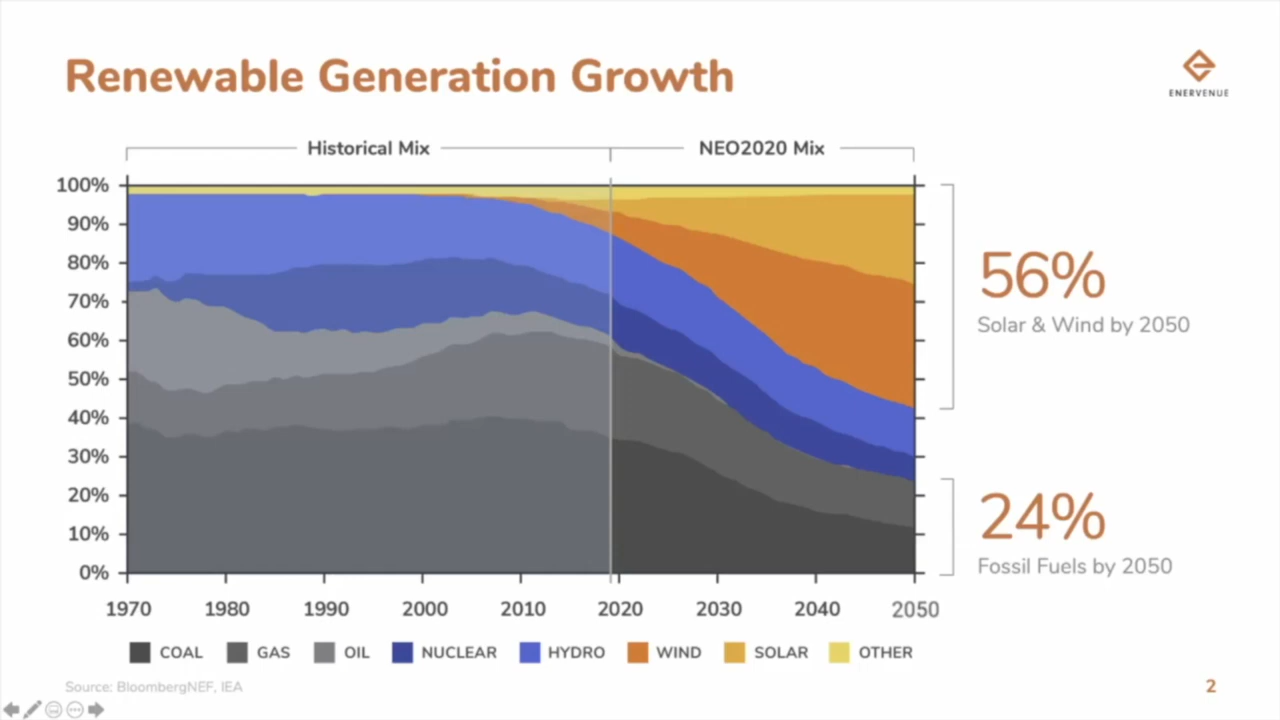 Renewable Generation Growth
ENERVENUE
Historical Mix
NEO2020 Mix
100%
90%
80%
70%
60%
50%
40%
30%
20%
10%
0%
1970 1980 1990 2000 2010 2020 2030 2040 2050
56%
Solar & Wind by 2050
24%
Fossil Fuels by 2050
COAL GAS OIL NUCLEAR HYDRO WIND SOLAR OTHER
Source: BloombergNEF, IEA
2